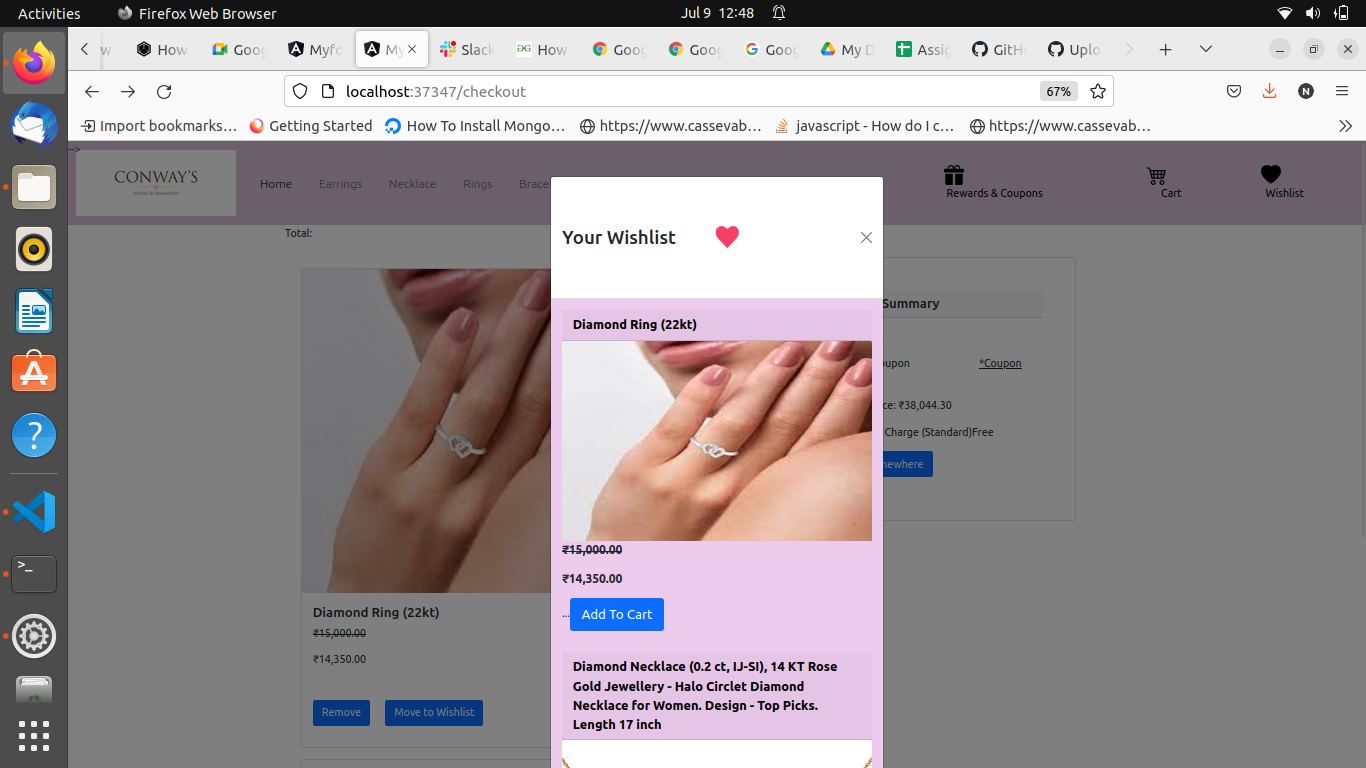 Activities
Firefox Web Browser
Jul 9 12:48
How
Goog
Myfo
My
Slack
How
Goog
Goog
Goog
My D
Assig
GitH
Uplo
localhost:37347/checkout
67%
N
Import bookmarks…
Getting Started
How To Install Mongo…
https://www.cassevab…
javascript - How do I c…
https://www.cassevab…
-->
CONWAY'S
Home
Earrings
Necklace
Rings
Brace
Rewards & Coupons
Cart
Wishlist
Total:
Your Wishlist
Summary
Diamond Ring (22kt)
oupon
*Coupon
ce: ₹38,044.30
Charge (Standard)Free
mewhere
₹15,000.00
₹14,350.00
...
Add To Cart
Diamond Ring (22kt)
₹15,000.00
₹14,350.00
Remove
Move to Wishlist
Diamond Necklace (0.2 ct, IJ-SI), 14 KT Rose
Gold Jewellery - Halo Circlet Diamond
Necklace for Women. Design - Top Picks.
Length 17 inch